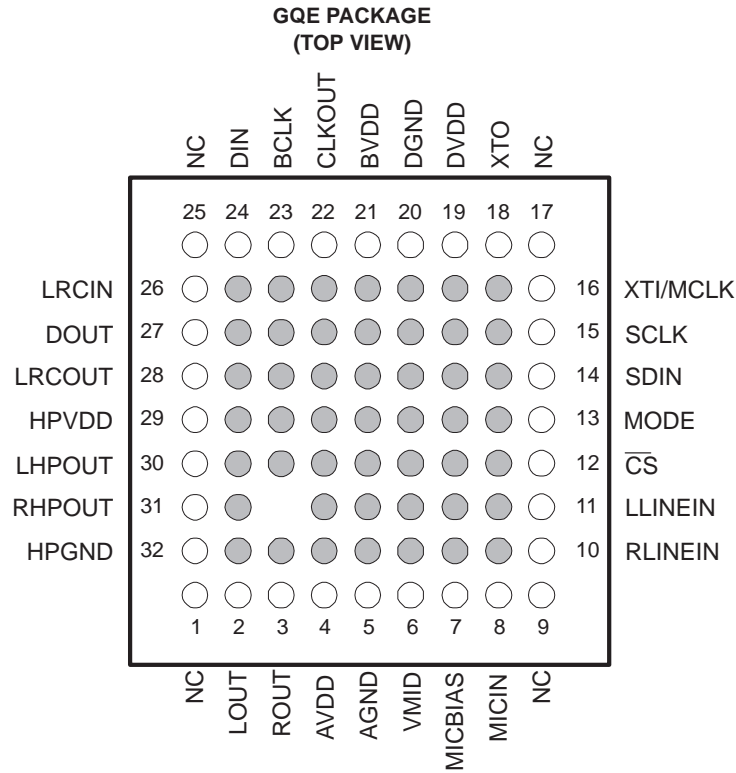 GQE PACKAGE
(TOP VIEW)
NC DIN BCLK CLKOUT BVDD DGND DVDD XTO NC
25 24 23 22 21 20 19 18 17
LRCIN 26 16 XTI/MCLK
DOUT 27 15 SCLK
LRCOUT 28 14 SDIN
HPVDD 29 13 MODE
LHPOUT 30 12 C̅S̅
RHPOUT 31 11 LLINEIN
HPGND 32 10 RLINEIN
1 2 3 4 5 6 7 8 9
NC LOUT ROUT AVDD AGND VMID MICBIAS MICIN NC